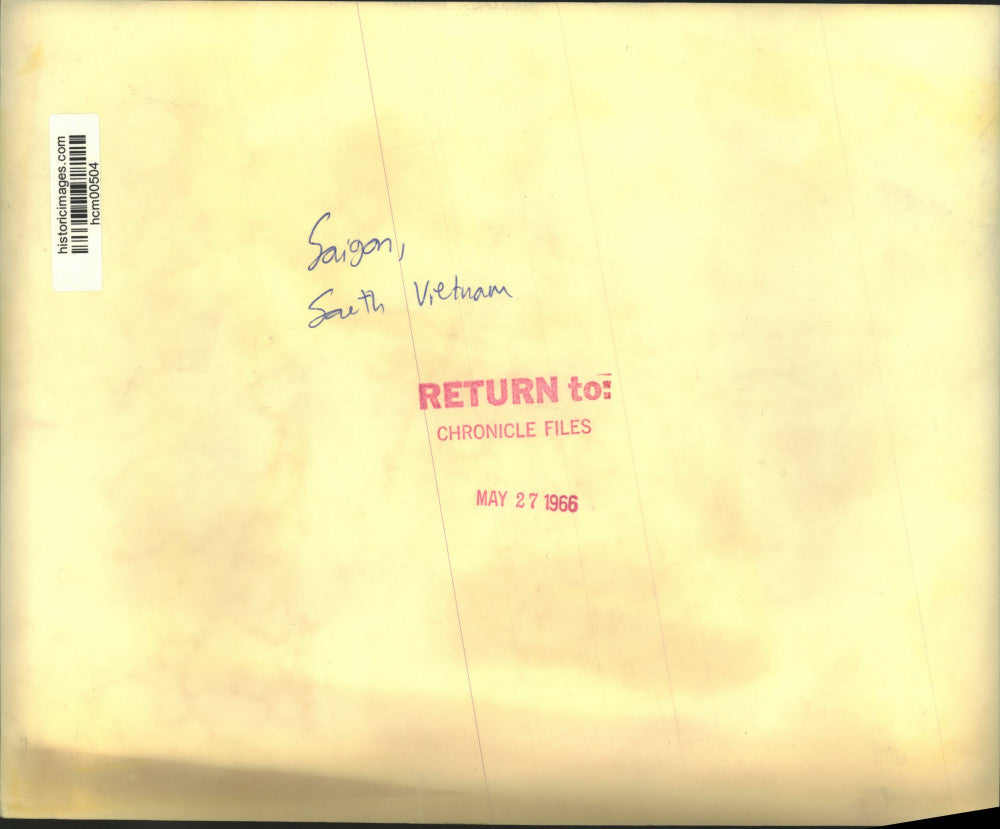 historicimages.com
hcm00504
Saigon,
South Vietnam
RETURN to:
CHRONICLE FILES
MAY 27 1966